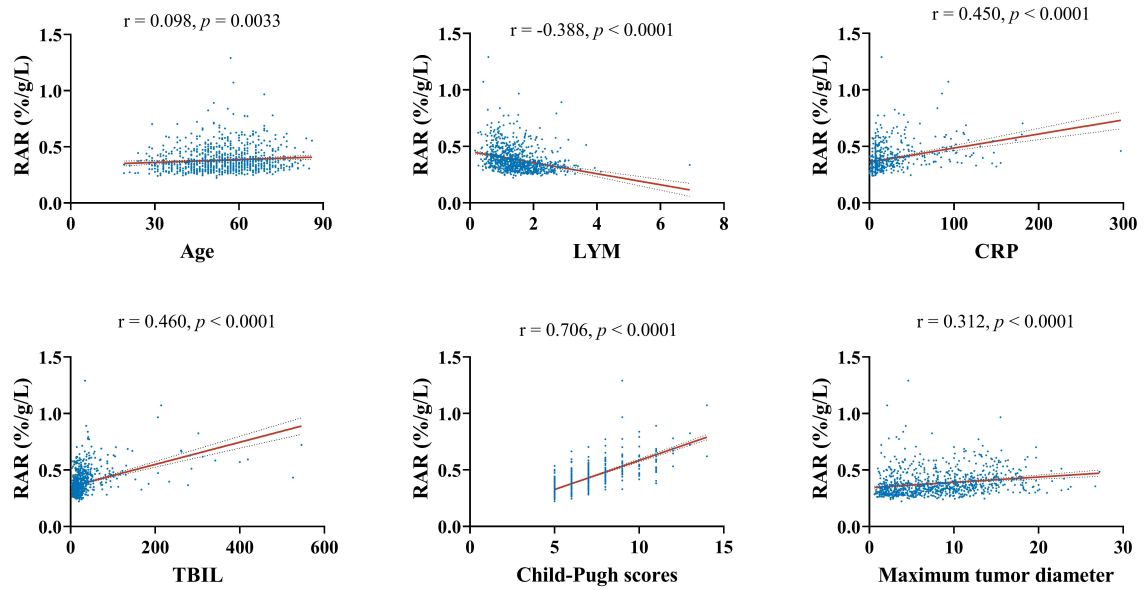 r = 0.098, p = 0.0033
RAR (%/g/L)
1.5
1.0
0.5
0.0
0 30 60 90
Age
r = -0.388, p < 0.0001
RAR (%/g/L)
1.5
1.0
0.5
0.0
0 2 4 6 8
LYM
r = 0.450, p < 0.0001
RAR (%/g/L)
1.5
1.0
0.5
0.0
0 100 200 300
CRP
r = 0.460, p < 0.0001
RAR (%/g/L)
1.5
1.0
0.5
0.0
0 200 400 600
TBIL
r = 0.706, p < 0.0001
RAR (%/g/L)
1.5
1.0
0.5
0.0
0 5 10 15
Child-Pugh scores
r = 0.312, p < 0.0001
RAR (%/g/L)
1.5
1.0
0.5
0.0
0 10 20 30
Maximum tumor diameter